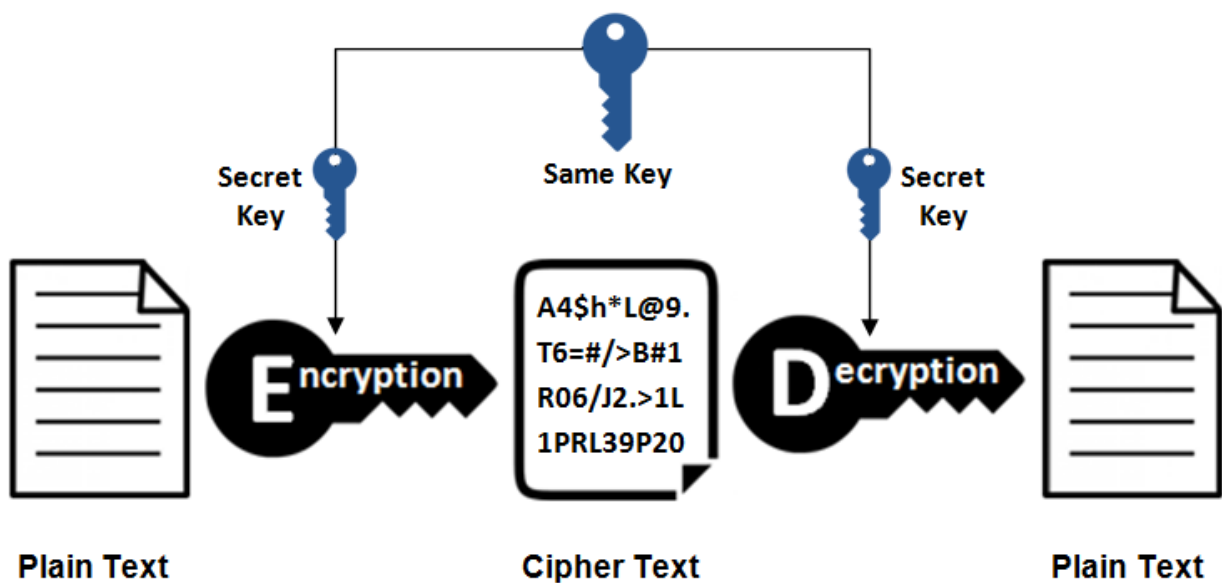 Same Key
Secret
Key
Secret
Key
Encryption
A4$h*L@9.
T6=#/>B#1
R06/J2.>1L
1PRL39P20
Decryption
Plain Text
Cipher Text
Plain Text